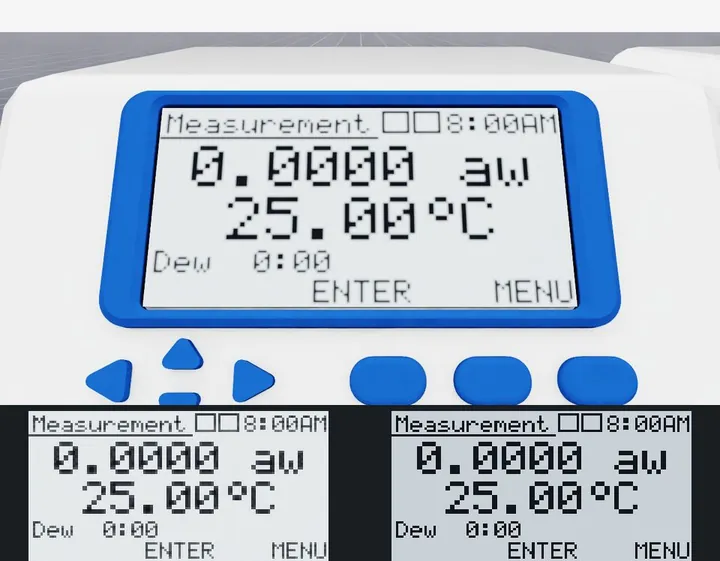 Measurement 8:00AM
0.0000 aw
25.00°C
Dew 0:00
ENTER MENU
Measurement 8:00AM
0.0000 aw
25.00°C
Dew 0:00
ENTER MENU
Measurement 8:00AM
0.0000 aw
25.00°C
Dew 0:00
ENTER MENU